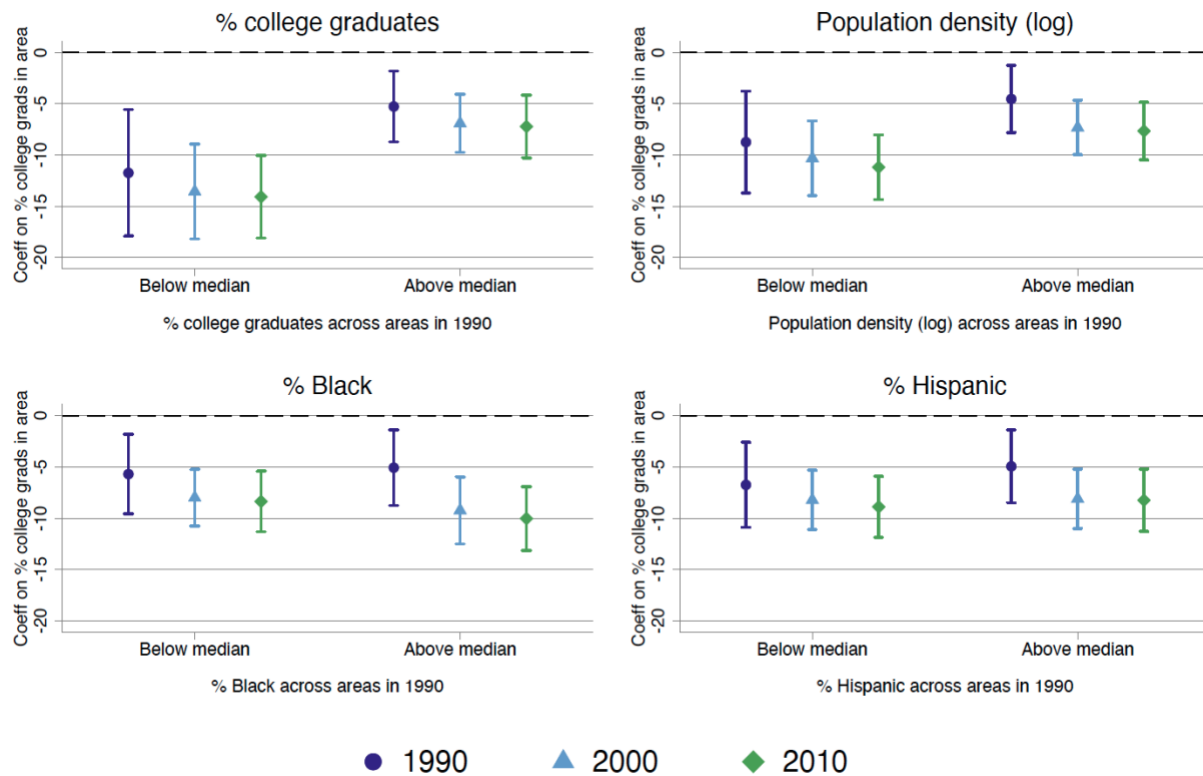 % college graduates
Coeff on % college grads in area
0
-5
-10
-15
-20
Below median
Above median
% college graduates across areas in 1990
Population density (log)
Coeff on % college grads in area
0
-5
-10
-15
-20
Below median
Above median
Population density (log) across areas in 1990
% Black
Coeff on % college grads in area
0
-5
-10
-15
-20
Below median
Above median
% Black across areas in 1990
% Hispanic
Coeff on % college grads in area
0
-5
-10
-15
-20
Below median
Above median
% Hispanic across areas in 1990
1990 2000 2010